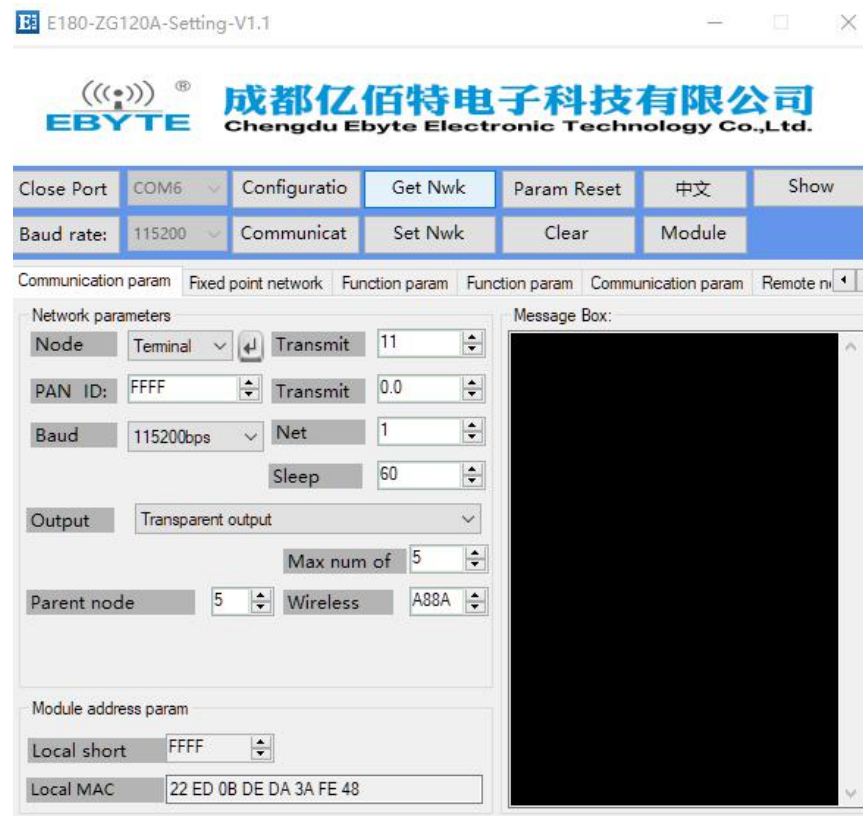 E180-ZG120A-Setting-V1.1
EBYTE ®
成都亿佰特电子科技有限公司
Chengdu Ebyte Electronic Technology Co.,Ltd.
Close Port COM6 Configuratio Get Nwk Param Reset 中文 Show
Baud rate: 115200 Communicat Set Nwk Clear Module
Communication param Fixed point network Function param Function param Communication param Remote
Network parameters
Node Terminal Transmit 11
PAN ID: FFFF Transmit 0.0
Baud 115200bps Net 1
Sleep 60
Output Transparent output
Max num of 5
Parent node 5 Wireless A88A
Module address param
Local short FFFF
Local MAC 22 ED 0B DE DA 3A FE 48
Message Box: